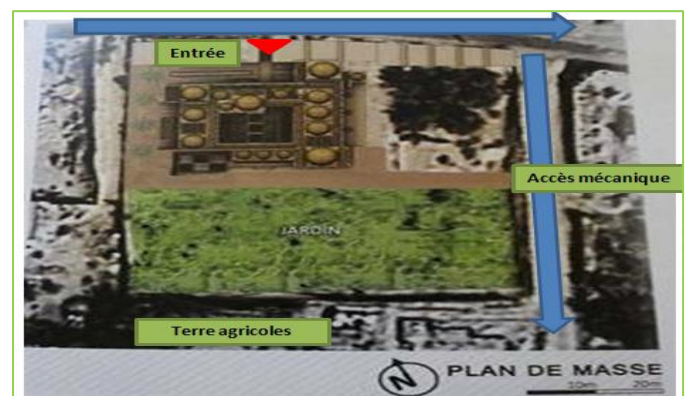 Entrée
Accès mécanique
JARDIN
Terre agricoles
N
PLAN DE MASSE
10m 20m